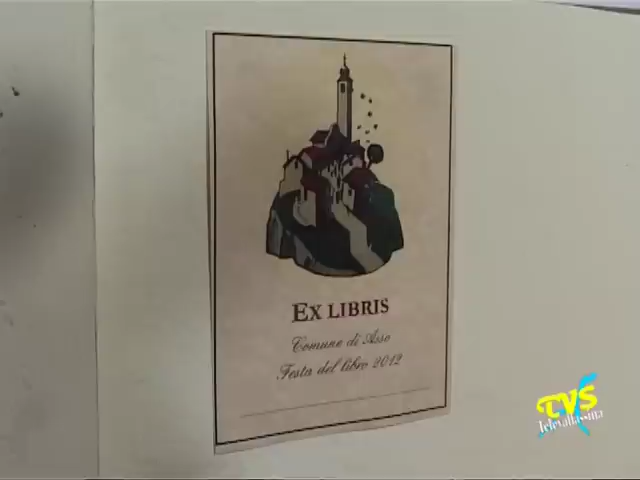 EX LIBRIS
Comune di Asso
Festa del libro 2012
TVS
Televallassina